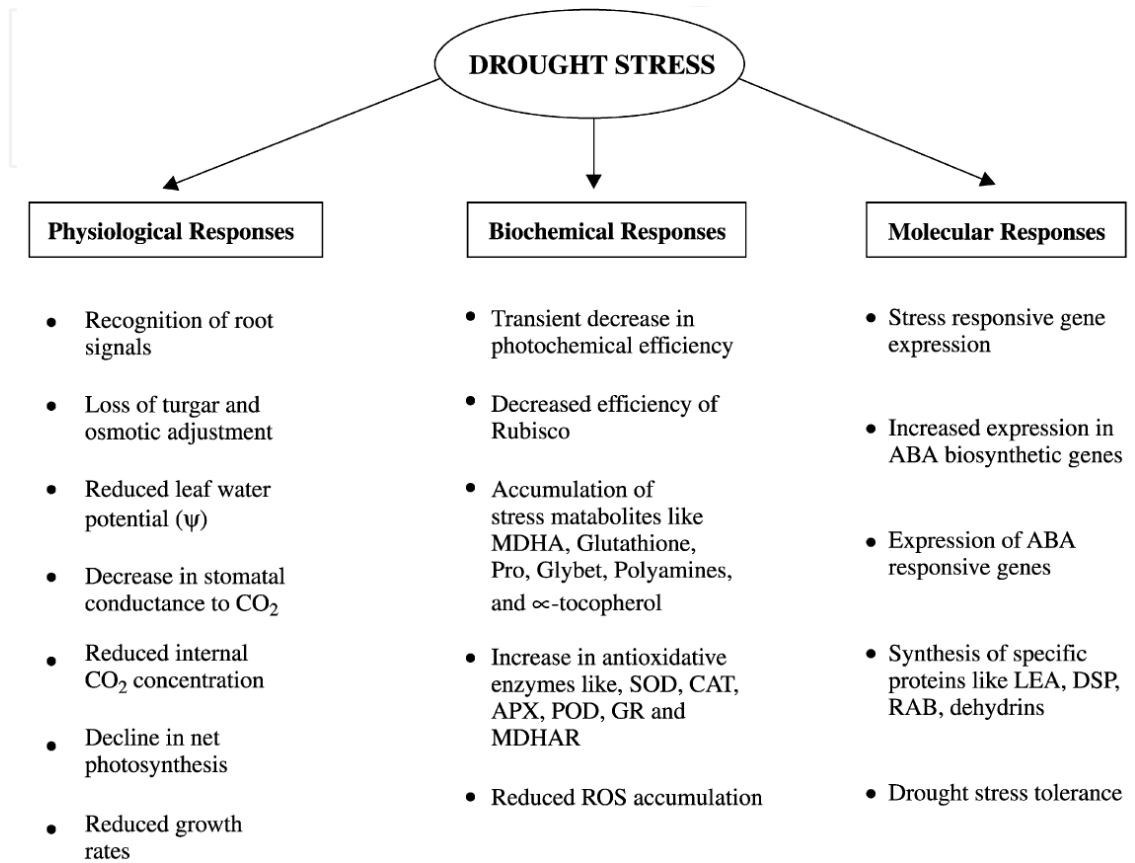 DROUGHT STRESS
Physiological Responses
• Recognition of root
signals
• Loss of turgar and
osmotic adjustment
• Reduced leaf water
potential (ψ)
• Decrease in stomatal
conductance to CO₂
• Reduced internal
CO₂ concentration
• Decline in net
photosynthesis
• Reduced growth
rates
Biochemical Responses
• Transient decrease in
photochemical efficiency
• Decreased efficiency of
Rubisco
• Accumulation of
stress matabolites like
MDHA, Glutathione,
Pro, Glybet, Polyamines,
and ∝-tocopherol
• Increase in antioxidative
enzymes like, SOD, CAT,
APX, POD, GR and
MDHAR
• Reduced ROS accumulation
Molecular Responses
• Stress responsive gene
expression
• Increased expression in
ABA biosynthetic genes
• Expression of ABA
responsive genes
• Synthesis of specific
proteins like LEA, DSP,
RAB, dehydrins
• Drought stress tolerance